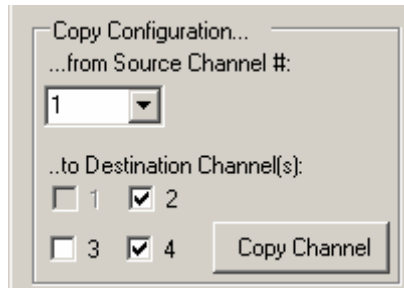 Copy Configuration...
...from Source Channel #:
1
..to Destination Channel(s):
1 2
3 4 Copy Channel